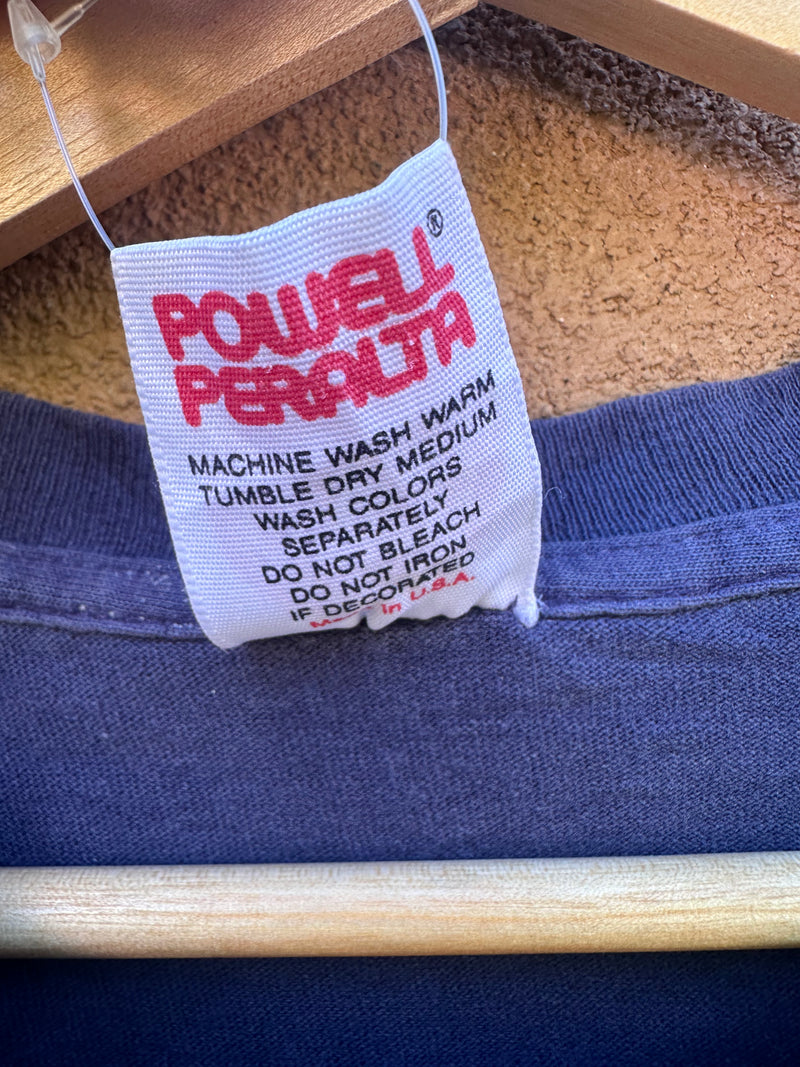 POWELL®
PERALTA
MACHINE WASH WARM
TUMBLE DRY MEDIUM
WASH COLORS
SEPARATELY
DO NOT BLEACH
DO NOT IRON
IF DECORATED
Made in U.S.A.